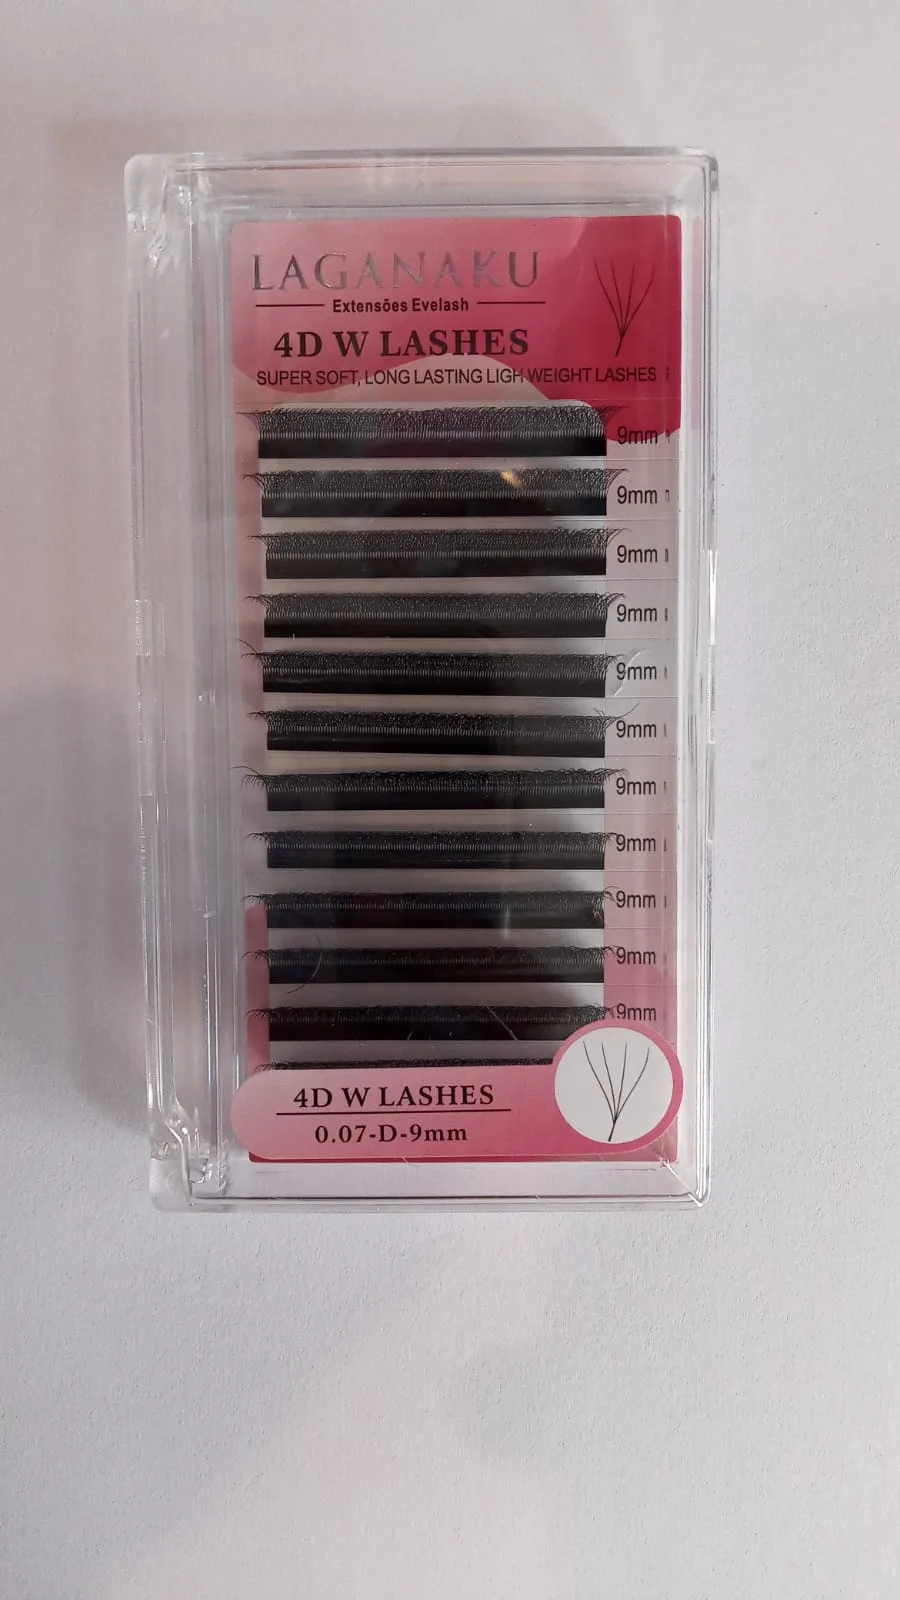 LAGANAKU
Extensões Evelash
4D W LASHES
SUPER SOFT, LONG LASTING LIGH WEIGHT LASHES
9mm
9mm
9mm
9mm
9mm
9mm
9mm
9mm
9mm
9mm
9mm
4D W LASHES
0.07-D-9mm